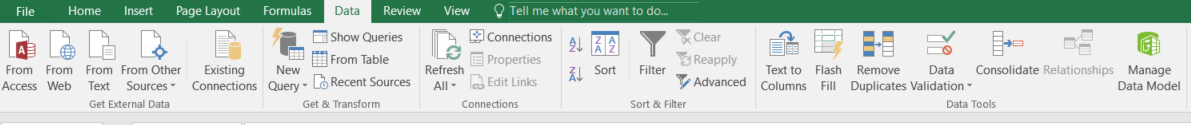 File Home Insert Page Layout Formulas Data Review View Tell me what you want to do...
From Access
From Web
From Text
From Other Sources
Existing Connections
Get External Data
New Query
Show Queries
From Table
Recent Sources
Get & Transform
Refresh All
Connections
Properties
Edit Links
Connections
A
Z
Z
A
Z A
A Z
Sort
Filter
Clear
Reapply
Advanced
Sort & Filter
Text to Columns
Flash Fill
Remove Duplicates
Data Validation
Consolidate
Relationships
Manage Data Model
Data Tools